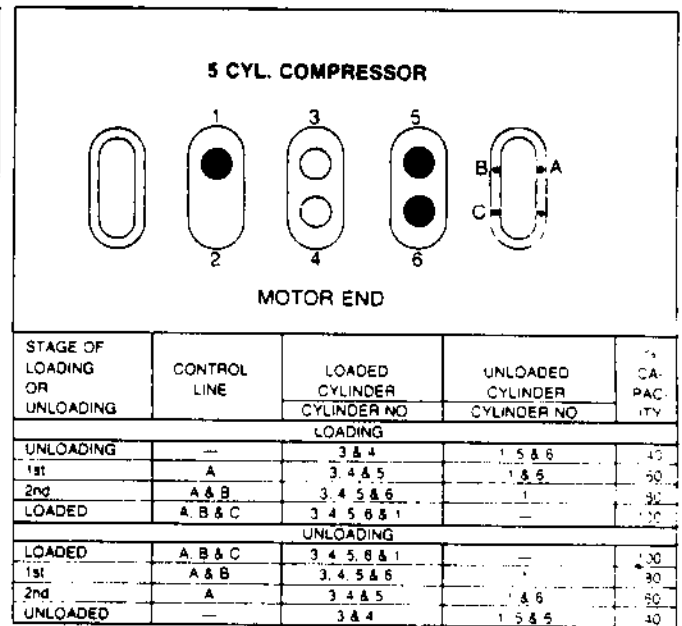 5 CYL. COMPRESSOR
1 3 5
B A
C
2 4 6
MOTOR END
STAGE OF LOADING OR UNLOADING
CONTROL LINE
LOADED CYLINDER
CYLINDER NO
UNLOADED CYLINDER
CYLINDER NO
% CA- PAC- ITY
LOADING
UNLOADING — 3 & 4 1 5 & 6 40
1st A 3, 4 & 5 1 & 6 60
2nd A & B 3, 4, 5 & 6 1 80
LOADED A, B & C 3 4 5, 6 & 1 —
UNLOADING
LOADED A, B & C 3 4 5, 6 & 1 — 100
1st A & B 3, 4, 5 & 6 80
2nd A 3 4 & 5 1 & 6 60
UNLOADED — 3 & 4 40